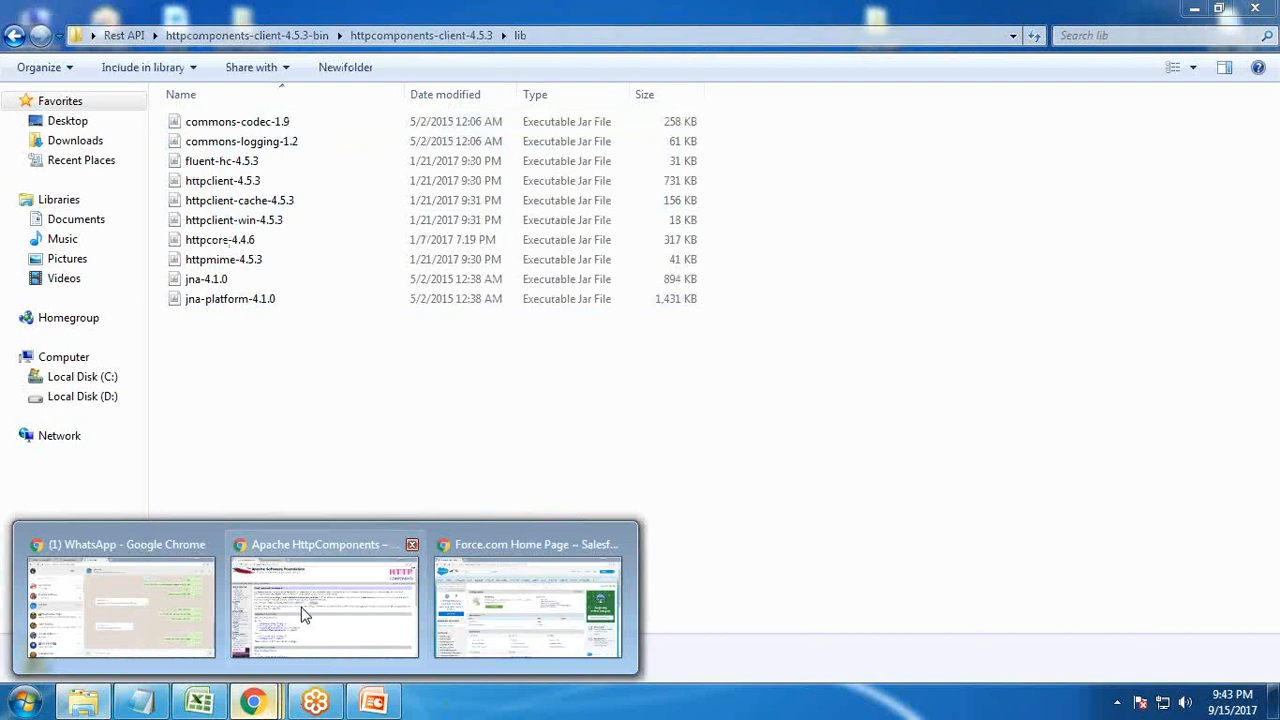 Rest API httpcomponents-client-4.5.3-bin httpcomponents-client-4.5.3 lib Search lib
Organize Include in library Share with New folder
Favorites
Desktop
Downloads
Recent Places
Libraries
Documents
Music
Pictures
Videos
Homegroup
Computer
Local Disk (C:)
Local Disk (D:)
Network
Name Date modified Type Size
commons-codec-1.9 5/2/2015 12:06 AM Executable Jar File 258 KB
commons-logging-1.2 5/2/2015 12:06 AM Executable Jar File 61 KB
fluent-hc-4.5.3 1/21/2017 9:30 PM Executable Jar File 31 KB
httpclient-4.5.3 1/21/2017 9:30 PM Executable Jar File 731 KB
httpclient-cache-4.5.3 1/21/2017 9:31 PM Executable Jar File 156 KB
httpclient-win-4.5.3 1/21/2017 9:31 PM Executable Jar File 18 KB
httpcore-4.4.6 1/7/2017 7:19 PM Executable Jar File 317 KB
httpmime-4.5.3 1/21/2017 9:30 PM Executable Jar File 41 KB
jna-4.1.0 5/2/2015 12:38 AM Executable Jar File 894 KB
jna-platform-4.1.0 5/2/2015 12:38 AM Executable Jar File 1,431 KB
(1) WhatsApp - Google Chrome Apache HttpComponents – Force.com Home Page ~ Salesf...
HTTP
9:43 PM
9/15/2017